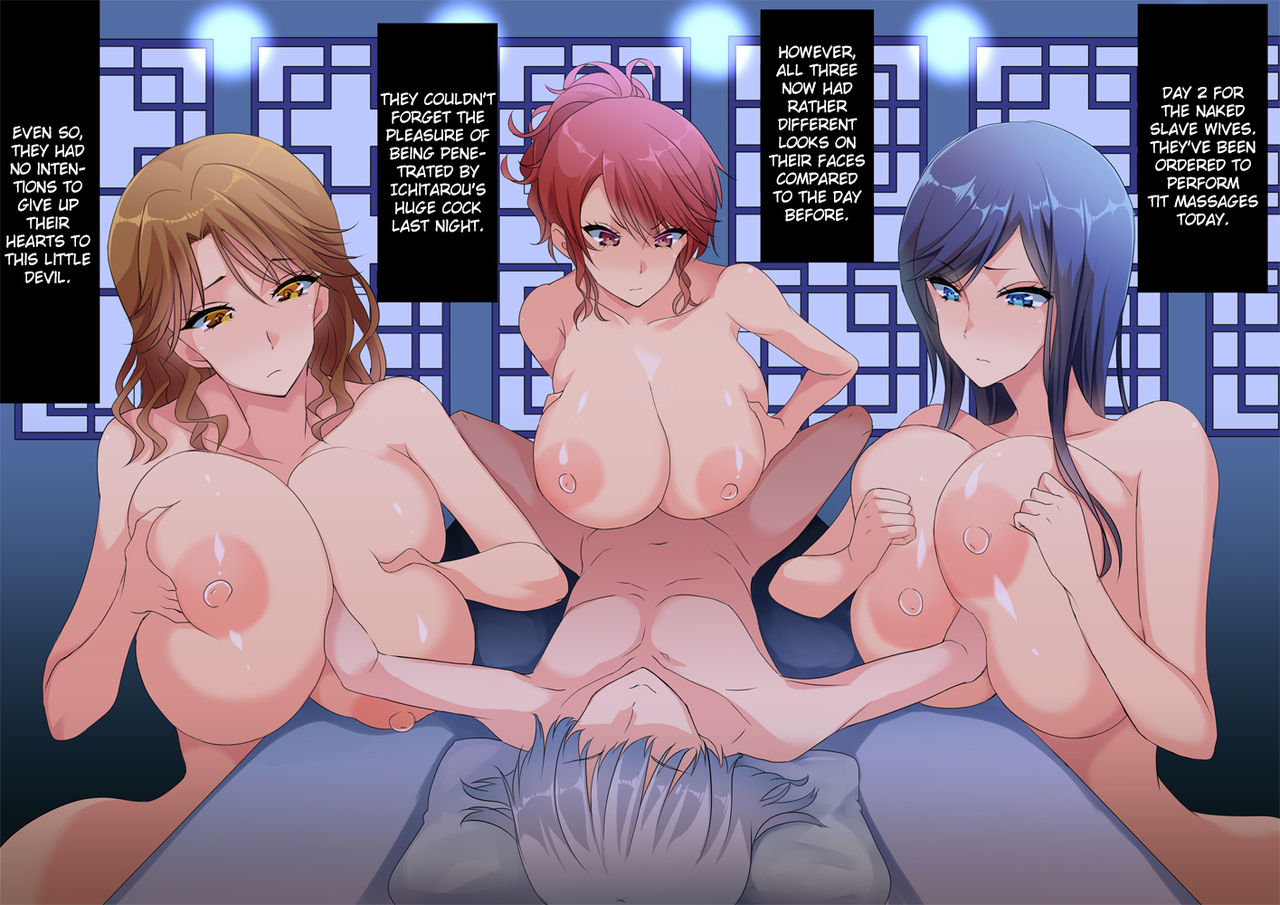 DAY 2 FOR
THE NAKED
SLAVE WIVES.
THEY'VE BEEN
ORDERED TO
PERFORM
TIT MASSAGES
TODAY.
HOWEVER,
ALL THREE
NOW HAD
RATHER
DIFFERENT
LOOKS ON
THEIR FACES
COMPARED
TO THE DAY
BEFORE.
THEY COULDN'T
FORGET THE
PLEASURE OF
BEING PENE-
TRATED BY
ICHITAROU'S
HUGE COCK
LAST NIGHT.
EVEN SO,
THEY HAD
NO INTEN-
TIONS TO
GIVE UP
THEIR
HEARTS TO
THIS LITTLE
DEVIL.